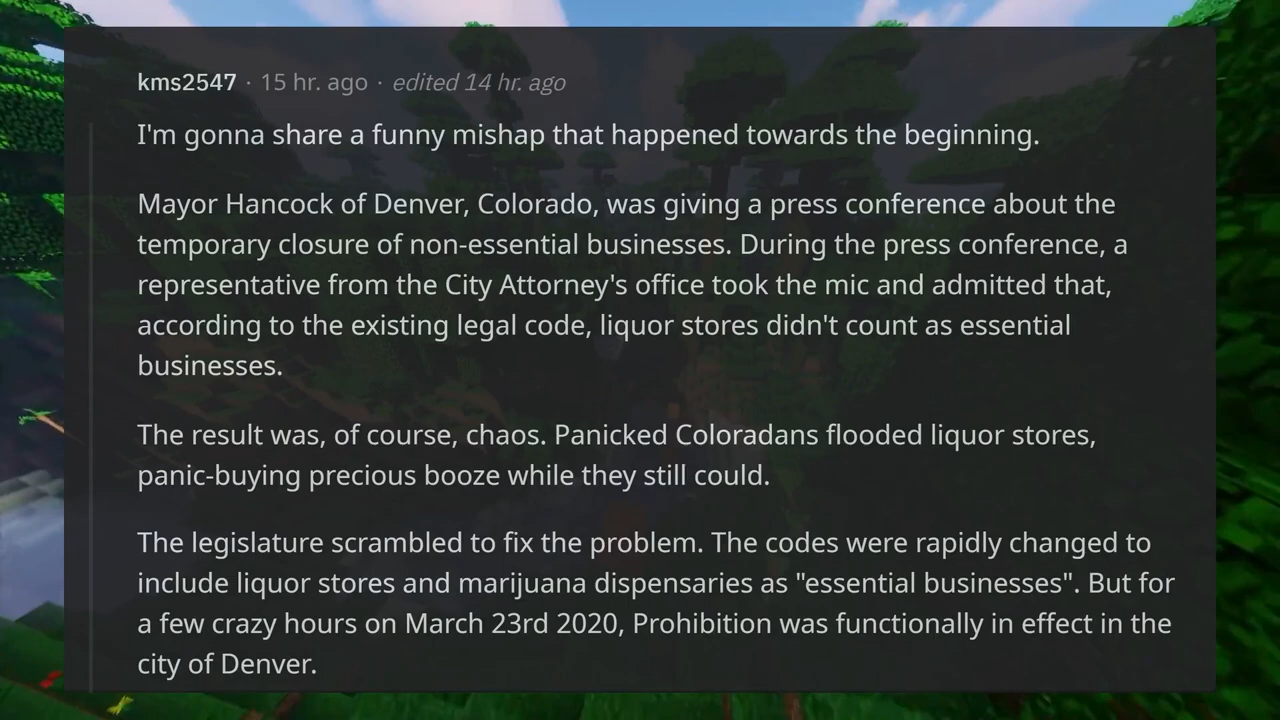 kms2547 · 15 hr. ago · edited 14 hr. ago
I'm gonna share a funny mishap that happened towards the beginning.
Mayor Hancock of Denver, Colorado, was giving a press conference about the
temporary closure of non-essential businesses. During the press conference, a
representative from the City Attorney's office took the mic and admitted that,
according to the existing legal code, liquor stores didn't count as essential
businesses.
The result was, of course, chaos. Panicked Coloradans flooded liquor stores,
panic-buying precious booze while they still could.
The legislature scrambled to fix the problem. The codes were rapidly changed to
include liquor stores and marijuana dispensaries as "essential businesses". But for
a few crazy hours on March 23rd 2020, Prohibition was functionally in effect in the
city of Denver.